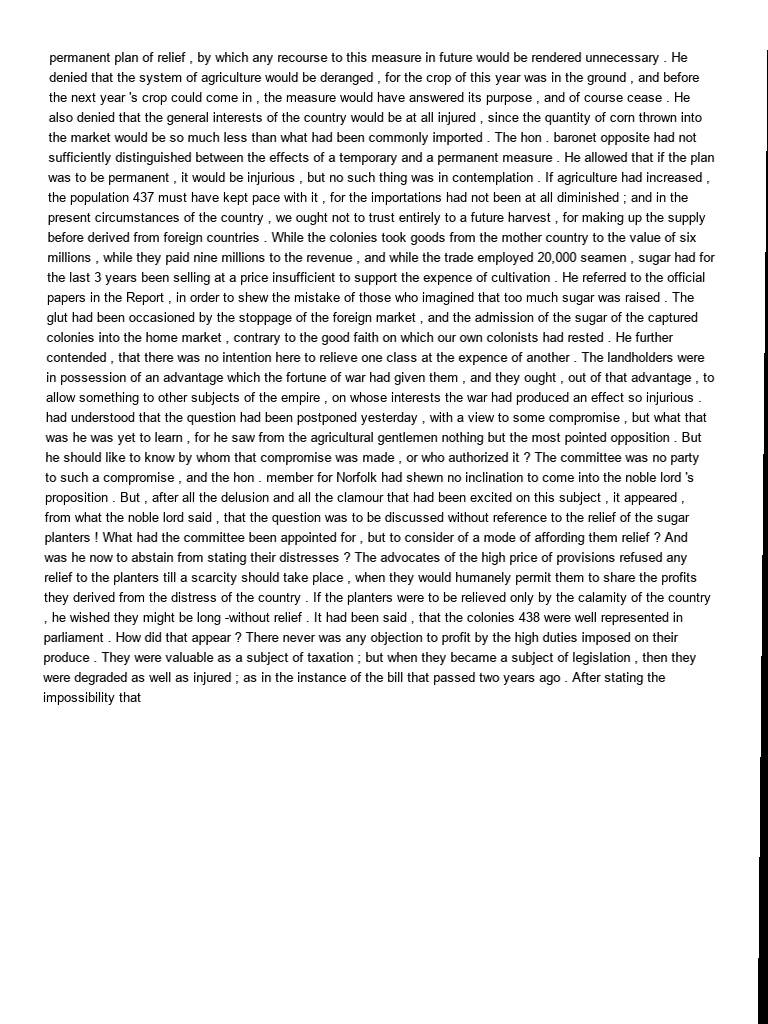 permanent plan of relief , by which any recourse to this measure in future would be rendered unnecessary . He
denied that the system of agriculture would be deranged , for the crop of this year was in the ground , and before
the next year 's crop could come in , the measure would have answered its purpose , and of course cease . He
also denied that the general interests of the country would be at all injured , since the quantity of corn thrown into
the market would be so much less than what had been commonly imported . The hon . baronet opposite had not
sufficiently distinguished between the effects of a temporary and a permanent measure . He allowed that if the plan
was to be permanent , it would be injurious , but no such thing was in contemplation . If agriculture had increased ,
the population 437 must have kept pace with it , for the importations had not been at all diminished ; and in the
present circumstances of the country , we ought not to trust entirely to a future harvest , for making up the supply
before derived from foreign countries . While the colonies took goods from the mother country to the value of six
millions , while they paid nine millions to the revenue , and while the trade employed 20,000 seamen , sugar had for
the last 3 years been selling at a price insufficient to support the expence of cultivation . He referred to the official
papers in the Report , in order to shew the mistake of those who imagined that too much sugar was raised . The
glut had been occasioned by the stoppage of the foreign market , and the admission of the sugar of the captured
colonies into the home market , contrary to the good faith on which our own colonists had rested . He further
contended , that there was no intention here to relieve one class at the expence of another . The landholders were
in possession of an advantage which the fortune of war had given them , and they ought , out of that advantage , to
allow something to other subjects of the empire , on whose interests the war had produced an effect so injurious .
had understood that the question had been postponed yesterday , with a view to some compromise , but what that
was he was yet to learn , for he saw from the agricultural gentlemen nothing but the most pointed opposition . But
he should like to know by whom that compromise was made , or who authorized it ? The committee was no party
to such a compromise , and the hon . member for Norfolk had shewn no inclination to come into the noble lord 's
proposition . But , after all the delusion and all the clamour that had been excited on this subject , it appeared ,
from what the noble lord said , that the question was to be discussed without reference to the relief of the sugar
planters ! What had the committee been appointed for , but to consider of a mode of affording them relief ? And
was he now to abstain from stating their distresses ? The advocates of the high price of provisions refused any
relief to the planters till a scarcity should take place , when they would humanely permit them to share the profits
they derived from the distress of the country . If the planters were to be relieved only by the calamity of the country
, he wished they might be long -without relief . It had been said , that the colonies 438 were well represented in
parliament . How did that appear ? There never was any objection to profit by the high duties imposed on their
produce . They were valuable as a subject of taxation ; but when they became a subject of legislation , then they
were degraded as well as injured ; as in the instance of the bill that passed two years ago . After stating the
impossibility that